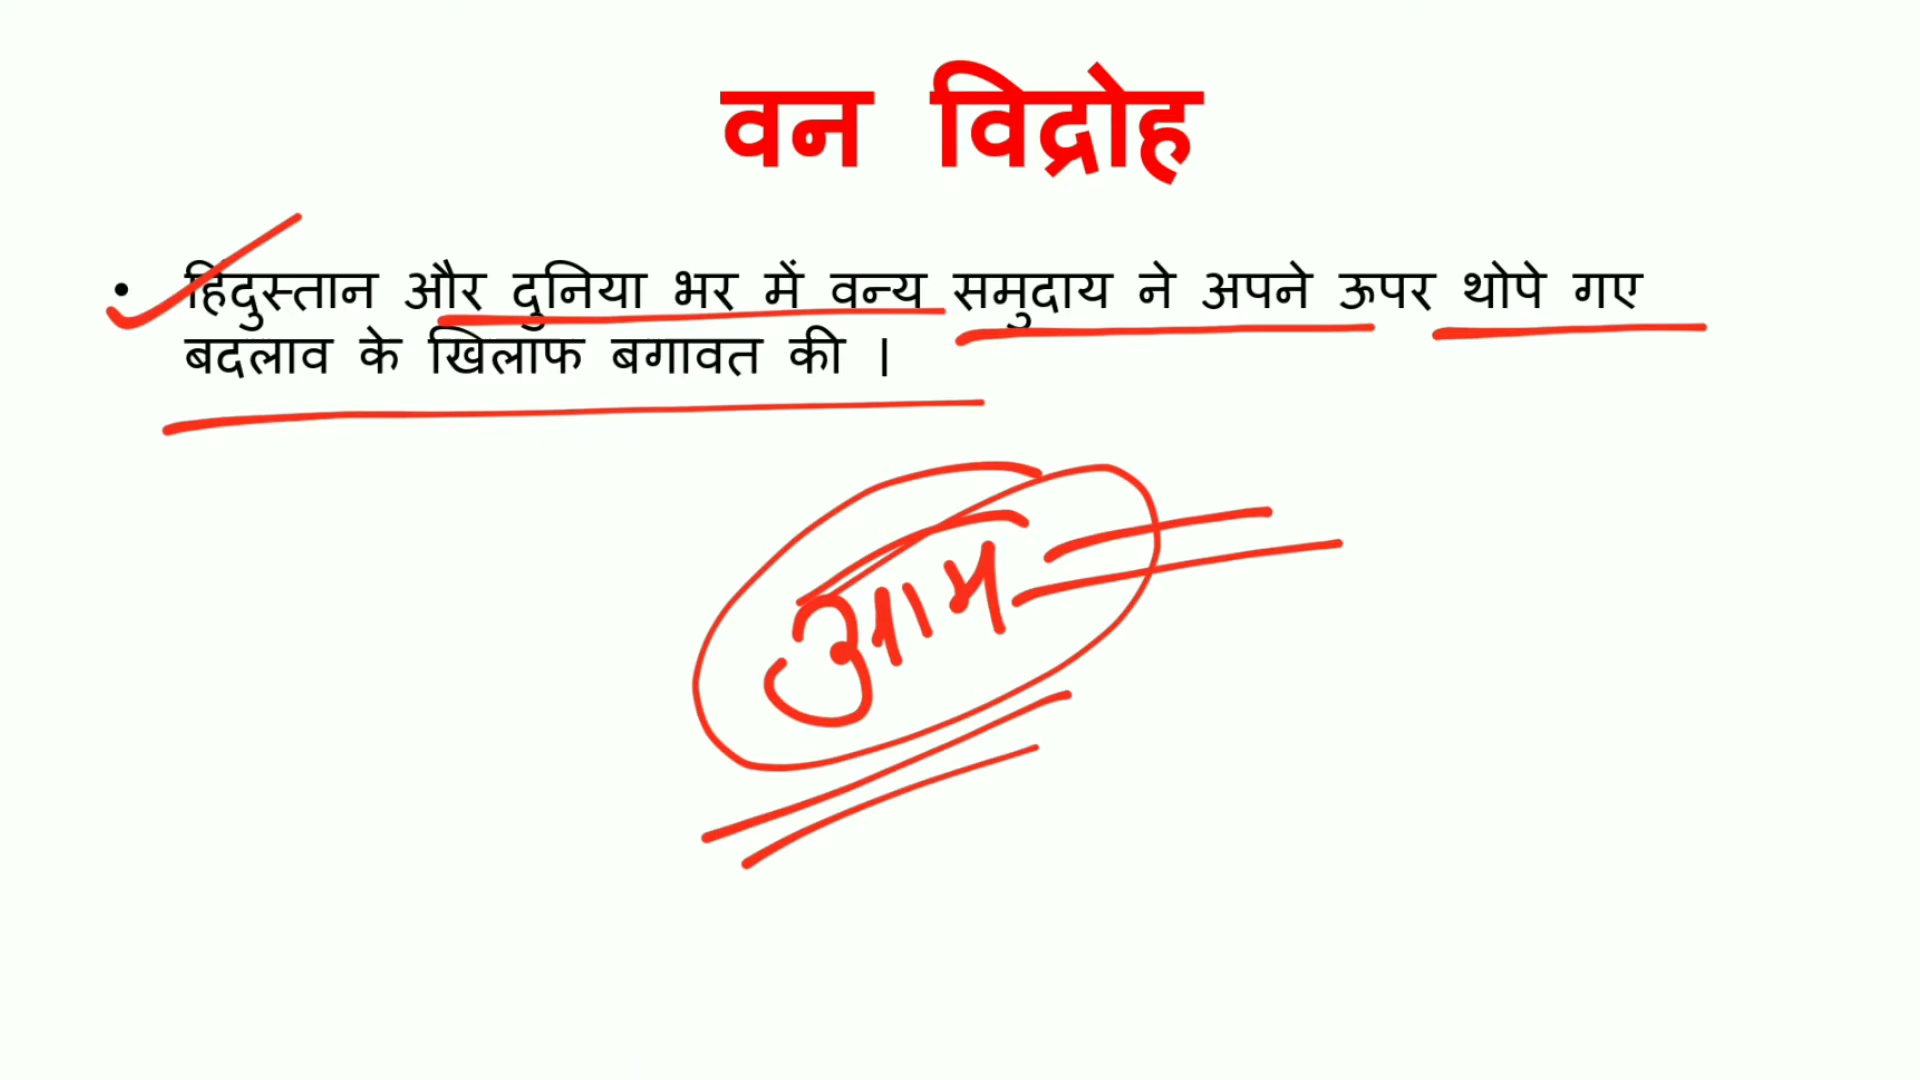 वन विद्रोह
• हिंदुस्तान और दुनिया भर में वन्य समुदाय ने अपने ऊपर थोपे गए
बदलाव के खिलाफ बगावत की ।
आम